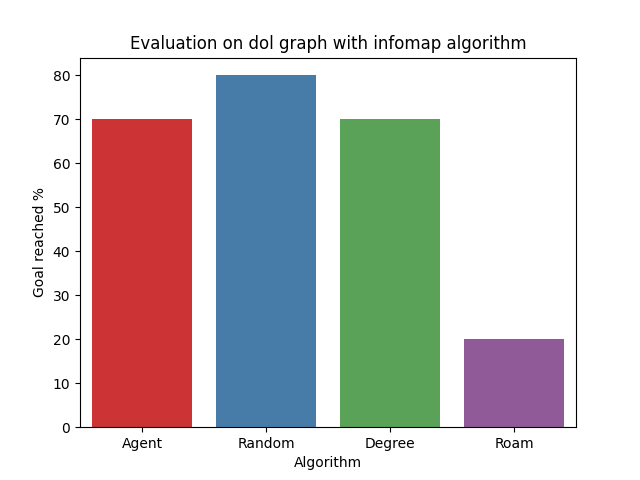 Evaluation on dol graph with infomap algorithm
Goal reached %
80
70
60
50
40
30
20
10
0
Agent Random Degree Roam
Algorithm